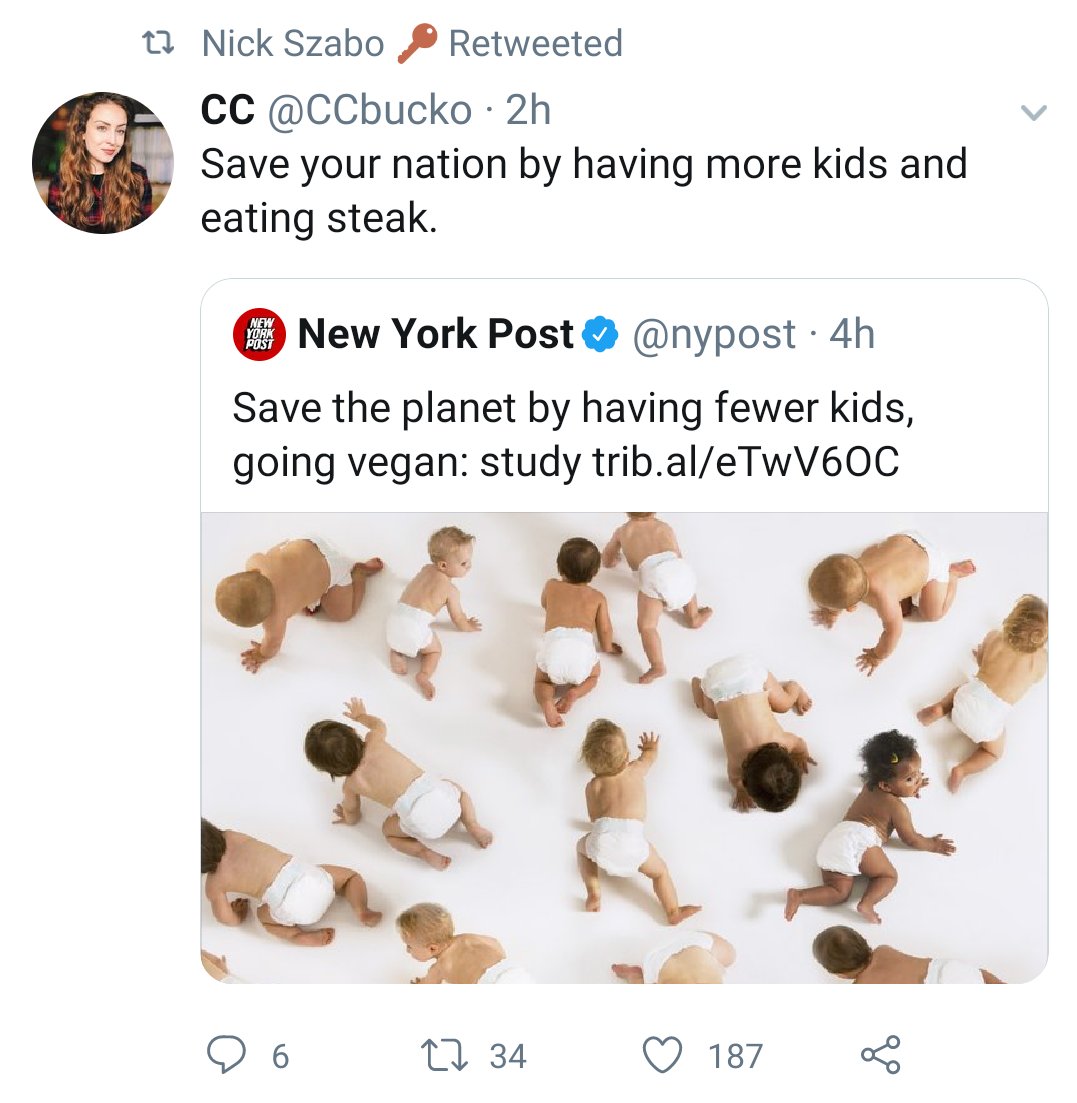 Nick Szabo Retweeted
CC @CCbucko · 2h
Save your nation by having more kids and
eating steak.
NEW
YORK
POST
New York Post @nypost · 4h
Save the planet by having fewer kids,
going vegan: study trib.al/eTwV6OC
6 34 187